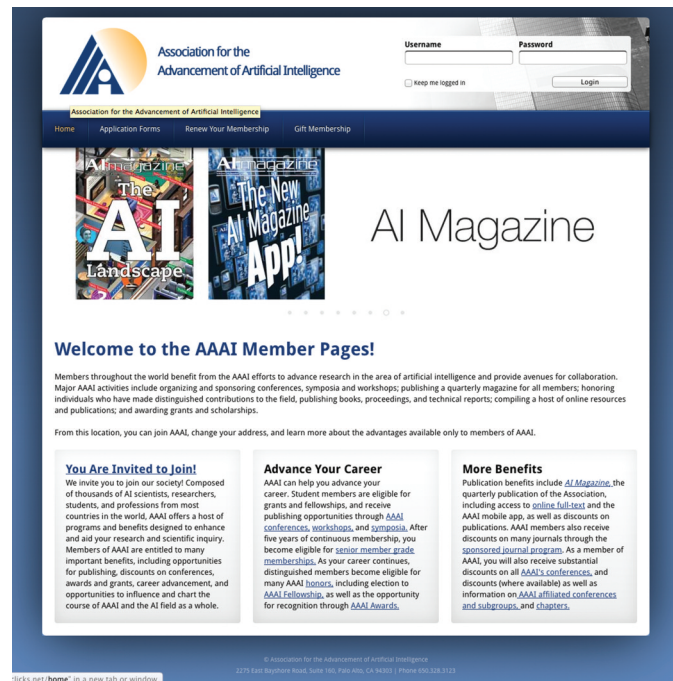 Association for the
Advancement of Artificial Intelligence
Username
Password
Keep me logged in
Login
Association for the Advancement of Artificial Intelligence
Home
Application Forms
Renew Your Membership
Gift Membership
AI magazine
The
AI
Landscape
AI magazine
The New
AI Magazine
App!
AI Magazine
Welcome to the AAAI Member Pages!
Members throughout the world benefit from the AAAI efforts to advance research in the area of artificial intelligence and provide avenues for collaboration.
Major AAAI activities include organizing and sponsoring conferences, symposia and workshops; publishing a quarterly magazine for all members; honoring
individuals who have made distinguished contributions to the field, publishing books, proceedings, and technical reports; compiling a host of online resources
and publications; and awarding grants and scholarships.
From this location, you can join AAAI, change your address, and learn more about the advantages available only to members of AAAI.
You Are Invited to Join!
We invite you to join our society! Composed
of thousands of AI scientists, researchers,
students, and professions from most
countries in the world, AAAI offers a host of
programs and benefits designed to enhance
and aid your research and scientific inquiry.
Members of AAAI are entitled to many
important benefits, including opportunities
for publishing, discounts on conferences,
awards and grants, career advancement, and
opportunities to influence and chart the
course of AAAI and the AI field as a whole.
Advance Your Career
AAAI can help you advance your
career. Student members are eligible for
grants and fellowships, and receive
publishing opportunities through AAAI
conferences, workshops, and symposia. After
five years of continuous membership, you
become eligible for senior member grade
memberships. As your career continues,
distinguished members become eligible for
many AAAI honors, including election to
AAAI Fellowship, as well as the opportunity
for recognition through AAAI Awards.
More Benefits
Publication benefits include AI Magazine, the
quarterly publication of the Association,
including access to online full-text and the
AAAI mobile app, as well as discounts on
publications. AAAI members also receive
discounts on many journals through the
sponsored journal program. As a member of
AAAI, you will also receive substantial
discounts on all AAAI's conferences, and
discounts (where available) as well as
information on AAAI affiliated conferences
and subgroups, and chapters.
© Association for the Advancement of Artificial Intelligence
2275 East Bayshore Road, Suite 160, Palo Alto, CA 94303 | Phone 650.328.3123
clicks.net/home" in a new tab or window